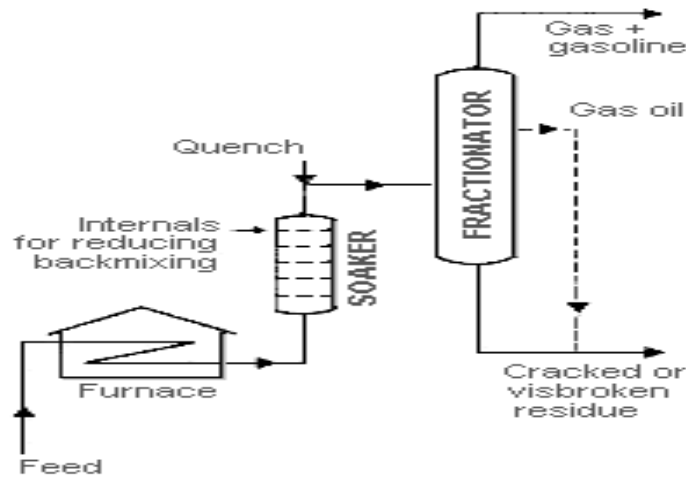 Gas +
gasoline
Gas oil
FRACTIONATOR
Quench
Internals
for reducing
backmixing
SOAKER
Furnace
Feed
Cracked or
visbroken
residue